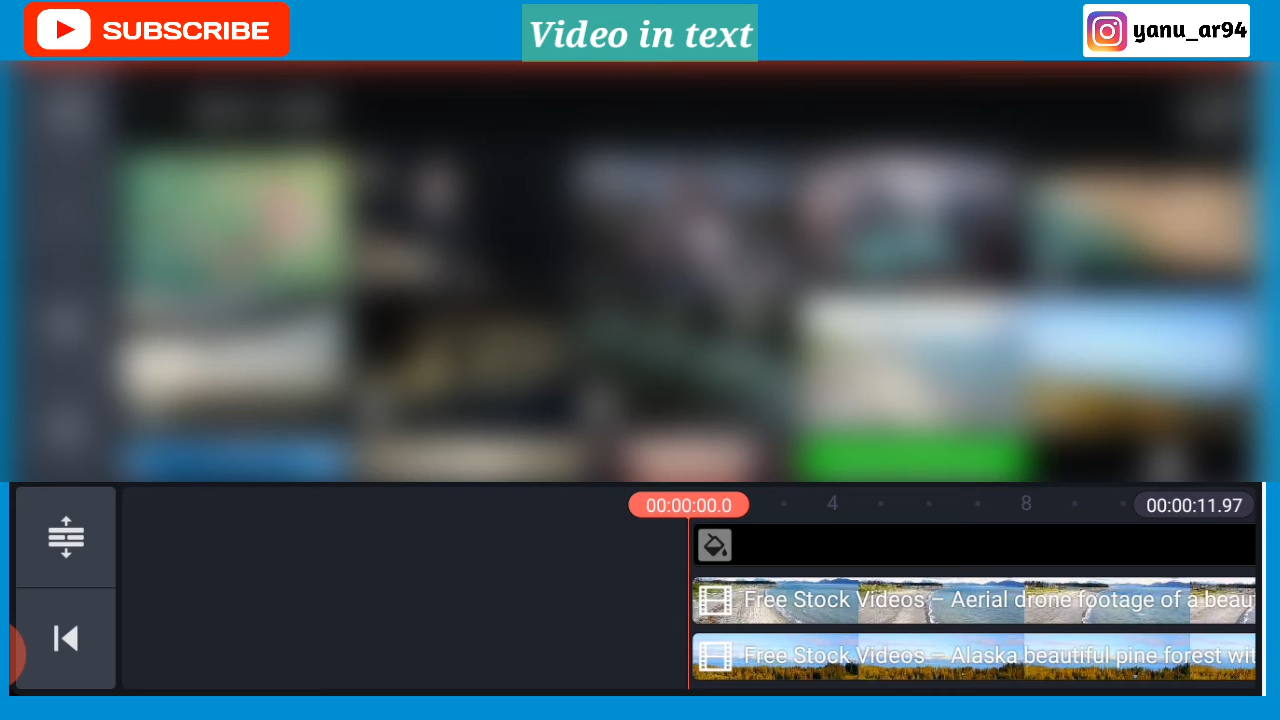 SUBSCRIBE
Video in text
yanu_ar94
00:00:00.0
4
8
00:00:11.97
Free Stock Videos – Aerial drone footage of a beau
Free Stock Videos – Alaska beautiful pine forest wit